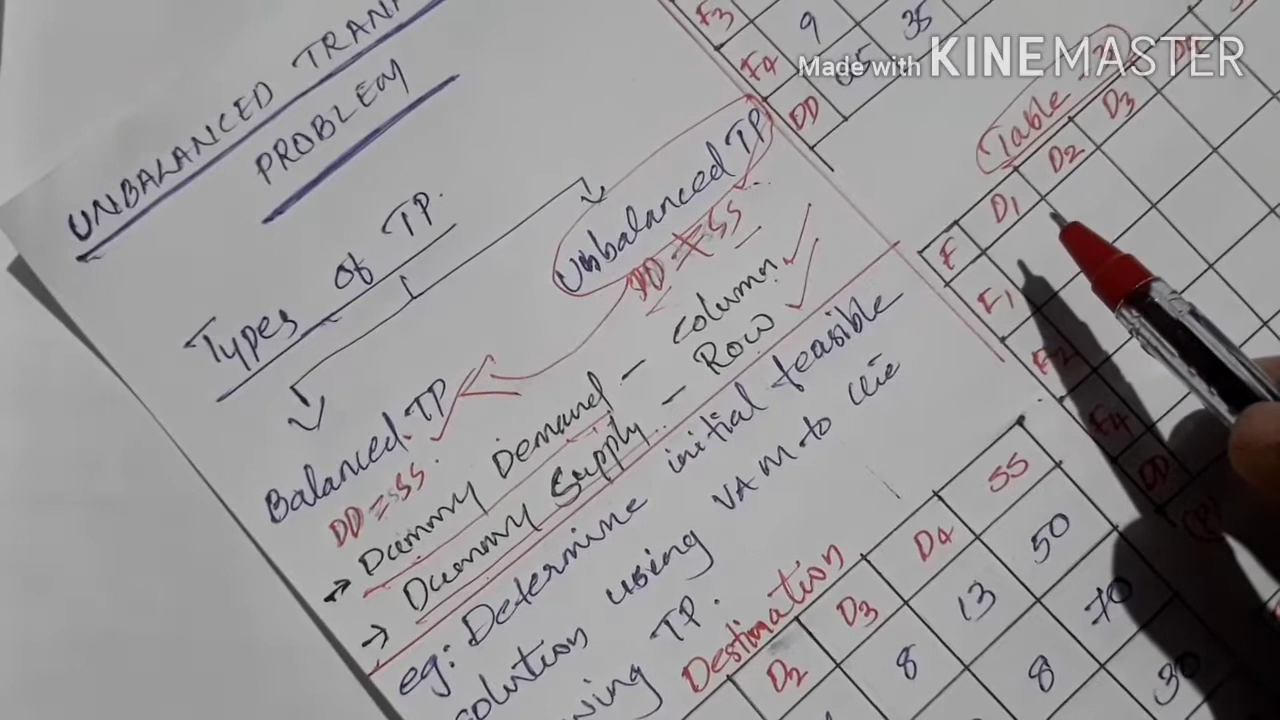 UNBALANCED TRAN
PROBLEM
Types of TP.
Unbalanced TP
DD ≠ SS
Balanced TP
DD = SS.
→ Dummy Demand - Column
→ Dummy Supply - Row
eg: Determine initial feasible
solution using VAM to the
wing TP.
Destination
D2 D3 D4 SS
8 13 50
8 70
30
F3 9 35
F4
DD
Table
F D1 D2 D3
F1
F2
F4
DD
Made with KINEMASTER